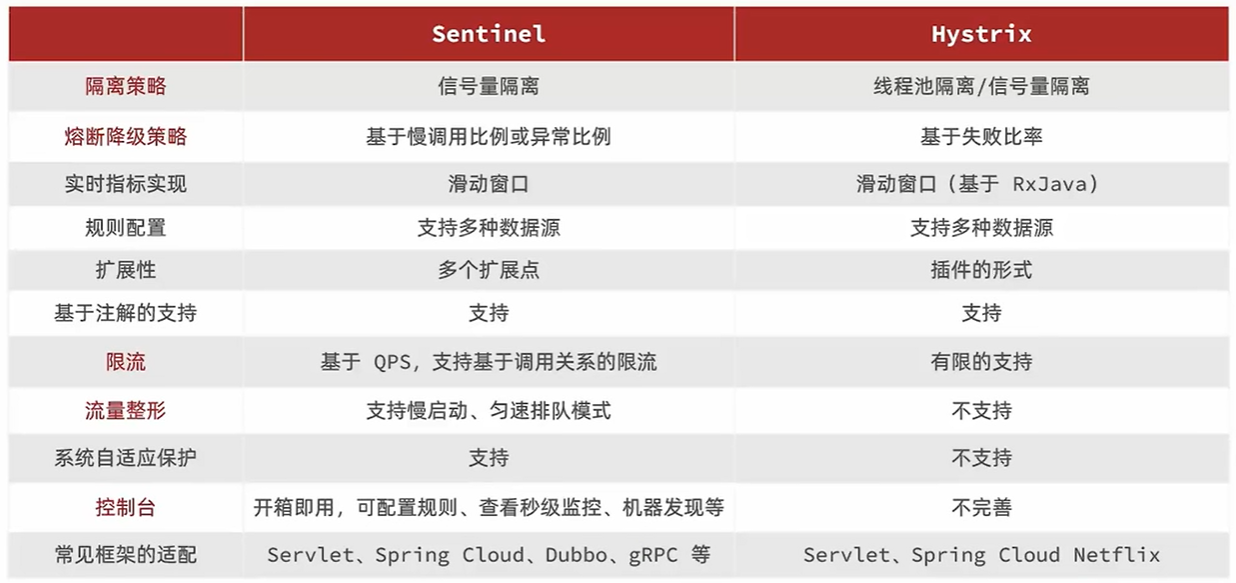 Sentinel Hystrix
隔离策略 信号量隔离 线程池隔离/信号量隔离
熔断降级策略 基于慢调用比例或异常比例 基于失败比率
实时指标实现 滑动窗口 滑动窗口（基于 RxJava）
规则配置 支持多种数据源 支持多种数据源
扩展性 多个扩展点 插件的形式
基于注解的支持 支持 支持
限流 基于 QPS，支持基于调用关系的限流 有限的支持
流量整形 支持慢启动、匀速排队模式 不支持
系统自适应保护 支持 不支持
控制台 开箱即用，可配置规则、查看秒级监控、机器发现等 不完善
常见框架的适配 Servlet、Spring Cloud、Dubbo、gRPC 等 Servlet、Spring Cloud Netflix